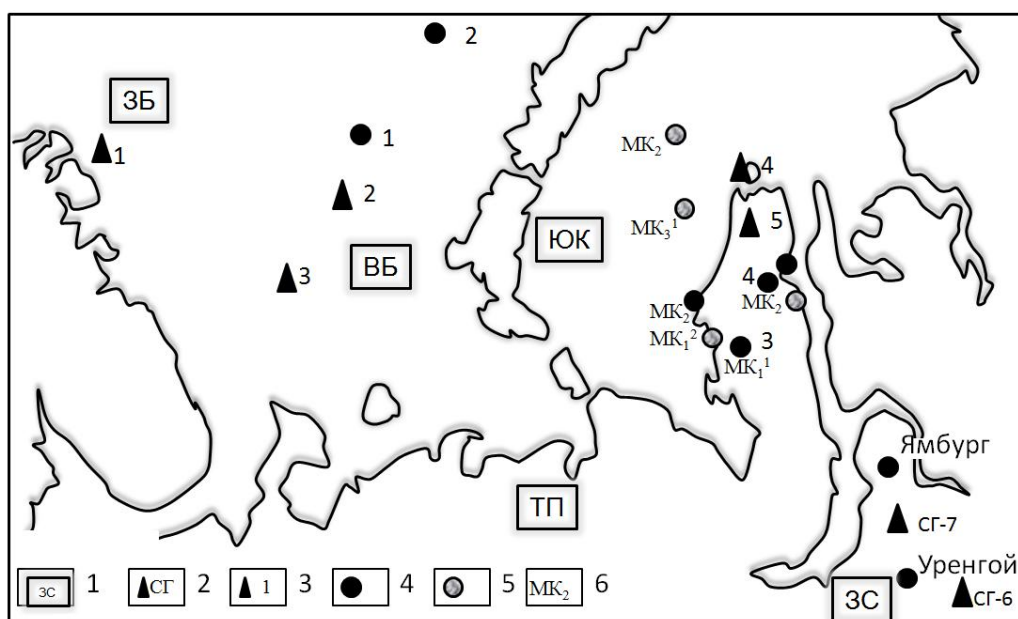 2
ЗБ
1
1
МК₂
4
2
МК₃¹
5
ЮК
ВБ
3
4
МК₂
МК₂
МК₁²
3
МК₁¹
Ямбург
ТП
СГ-7
Уренгой
ЗС
СГ-6
ЗС 1 СГ 2 1 3 4 5 МК₂ 6